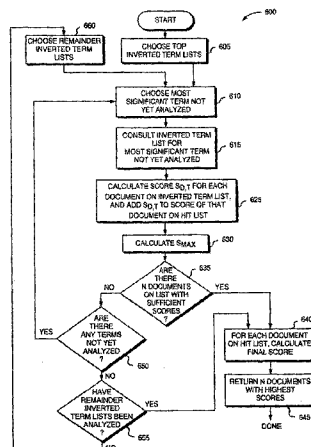 START
600
660
CHOOSE REMAINDER
INVERTED TERM
LISTS
CHOOSE TOP
INVERTED TERM LISTS
605
CHOOSE MOST
SIGNIFICANT TERM NOT
YET ANALYZED
610
CONSULT INVERTED TERM
LIST FOR
MOST SIGNIFICANT TERM
NOT YET ANALYZED
615
CALCULATE SCORE SD,T FOR EACH
DOCUMENT ON INVERTED TERM LIST,
AND ADD SD,T TO SCORE OF THAT
DOCUMENT ON HIT LIST
625
CALCULATE SMAX
630
ARE
THERE
N DOCUMENTS
ON LIST WITH
SUFFICIENT
SCORES
?
635
NO
YES
ARE
THERE
ANY TERMS
NOT YET
ANALYZED
?
650
YES
NO
640
FOR EACH DOCUMENT
ON HIT LIST, CALCULATE
FINAL SCORE
HAVE
REMAINDER
INVERTED
TERM LISTS BEEN
ANALYZED
?
655
YES
NO
RETURN N DOCUMENTS
WITH HIGHEST
SCORES
645
DONE